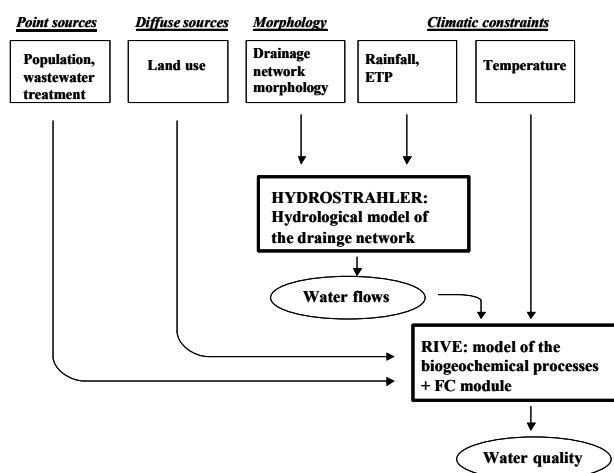 Point sources
Diffuse sources
Morphology
Climatic constraints
Population,
wastewater
treatment
Land use
Drainage
network
morphology
Rainfall,
ETP
Temperature
HYDROSTRAHLER:
Hydrological model of
the drainge network
Water flows
RIVE: model of the
biogeochemical processes
+ FC module
Water quality